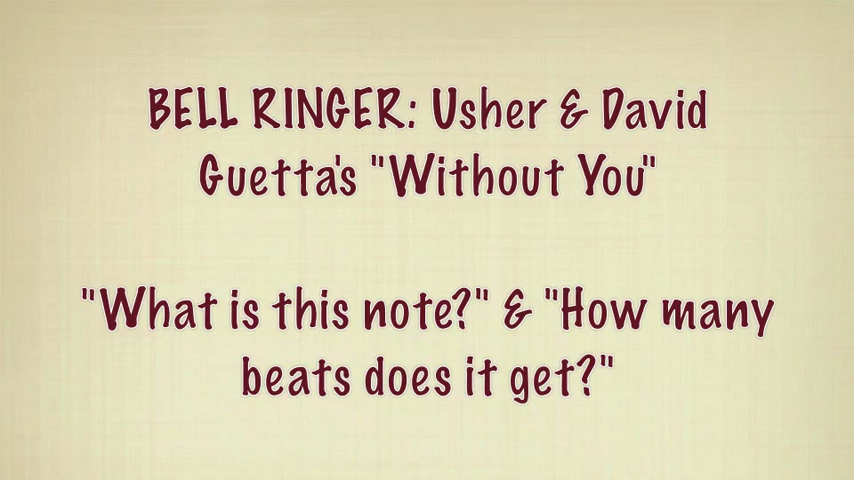 BELL RINGER: Usher & David
Guetta's "Without You"
"What is this note?" & "How many
beats does it get?"